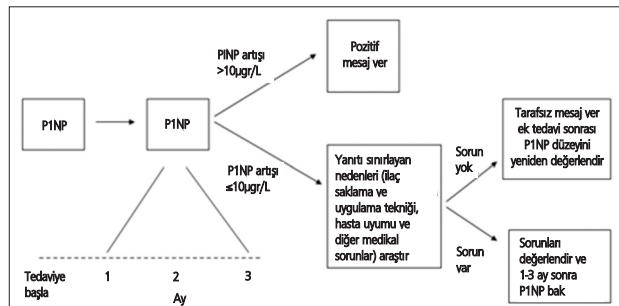 P1NP
P1NP
PINP artışı
>10µgr/L
P1NP artışı
≤10µgr/L
Pozitif
mesaj ver
Yanıtı sınırlayan
nedenleri (ilaç
saklama ve
uygulama tekniği,
hasta uyumu ve
diğer medikal
sorunlar) araştır
Sorun
yok
Sorun
var
Tarafsız mesaj ver
ek tedavi sonrası
P1NP düzeyini
yeniden değerlendir
Sorunları
değerlendir ve
1-3 ay sonra
P1NP bak
Tedaviye
başla
1
2
3
Ay